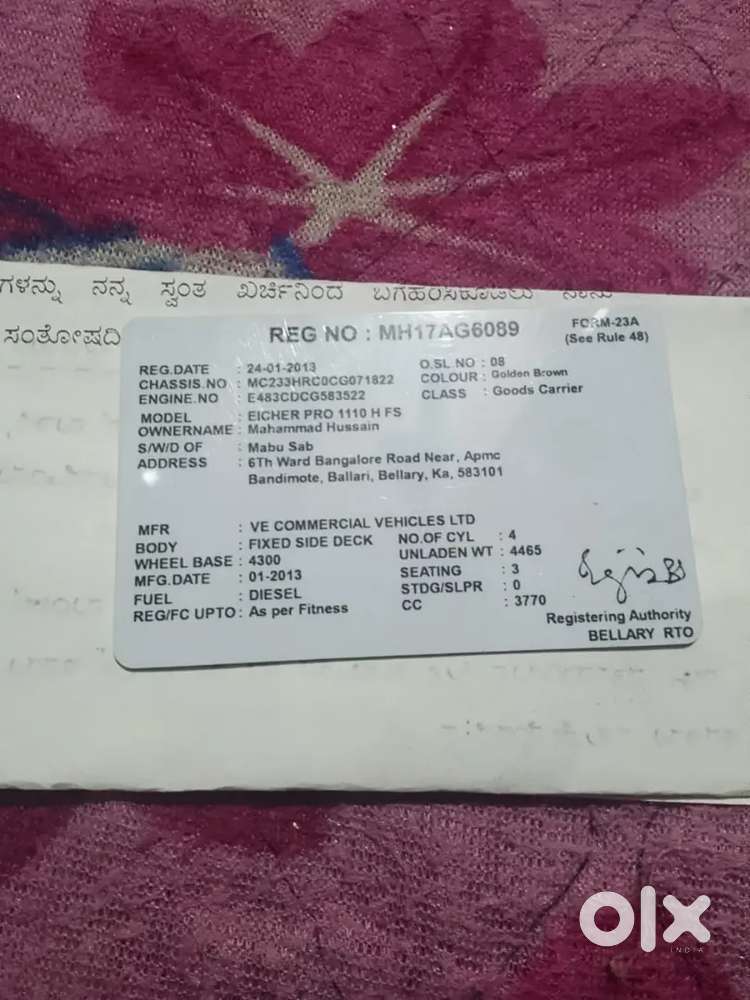 ಗಳನ್ನು ನನ್ನ ಸ್ವಂತ ಖರ್ಚಿನಿಂದ ಬಗೆಹರಿಸಿಕೊಡಲು ನಾನು
ಸಂತೋಷದಿ
REG NO : MH17AG6089
FORM-23A
(See Rule 48)
REG.DATE : 24-01-2013 O.SL NO : 08
CHASSIS.NO : MC233HRC0CG071822 COLOUR : Golden Brown
ENGINE.NO : E483CDCG583522 CLASS : Goods Carrier
MODEL : EICHER PRO 1110 H FS
OWNERNAME : Mahammad Hussain
S/W/D OF : Mabu Sab
ADDRESS : 6Th Ward Bangalore Road Near, Apmc
Bandimote, Ballari, Bellary, Ka, 583101
MFR : VE COMMERCIAL VEHICLES LTD
BODY : FIXED SIDE DECK NO.OF CYL : 4
WHEEL BASE : 4300 UNLADEN WT : 4465
MFG.DATE : 01-2013 SEATING : 3
FUEL : DIESEL STDG/SLPR : 0
REG/FC UPTO : As per Fitness CC : 3770
Registering Authority
BELLARY RTO
olx
INDIA